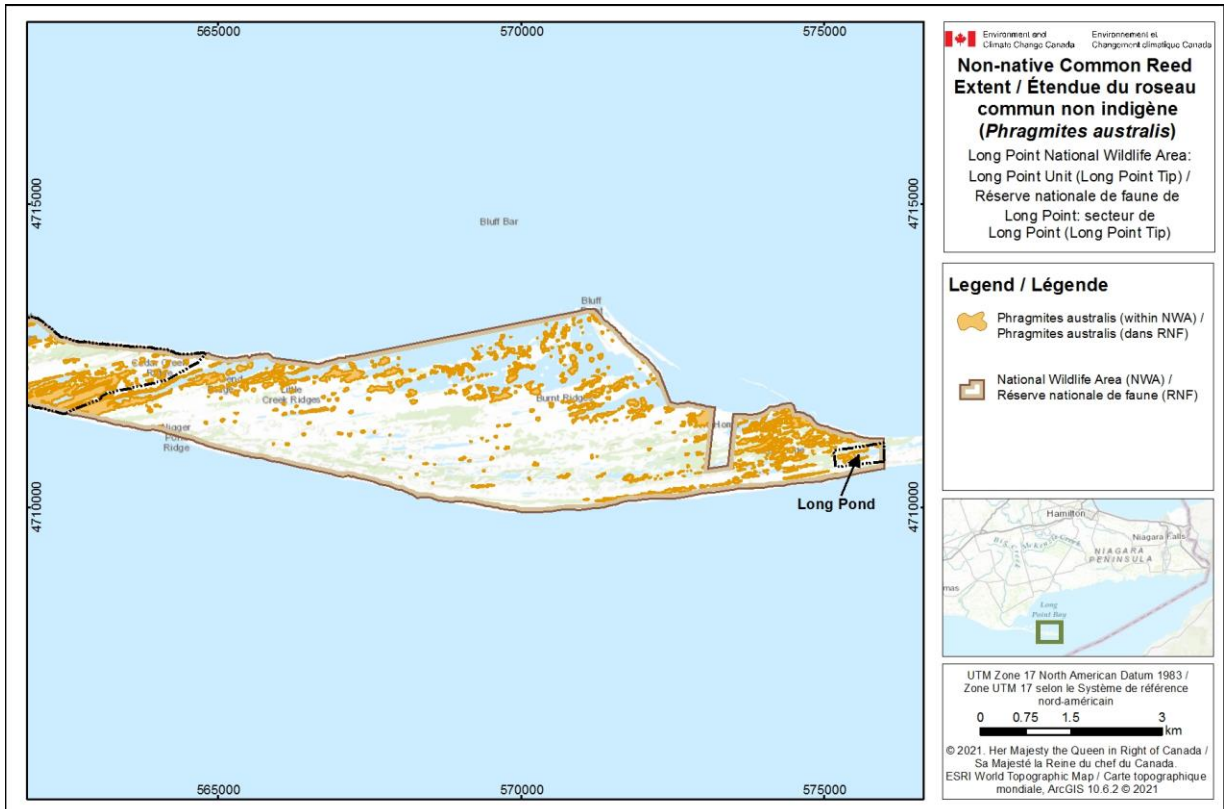 565000
570000
575000
4715000
4710000
Bluff Bar
Bluff
Cedar Creek
Little
Creek Ridges
Burnt Ridge
Ridge
Long Pond
4715000
4710000
565000
570000
575000
Environment and
Climate Change Canada
Environnement et
Changement climatique Canada
Non-native Common Reed
Extent / Étendue du roseau
commun non indigène
(Phragmites australis)
Long Point National Wildlife Area:
Long Point Unit (Long Point Tip) /
Réserve nationale de faune de
Long Point: secteur de
Long Point (Long Point Tip)
Legend / Légende
Phragmites australis (within NWA) /
Phragmites australis (dans RNF)
National Wildlife Area (NWA) /
Réserve nationale de faune (RNF)
Hamilton
Niagara Falls
NIAGARA
PENINSULA
mas
Long
Point Bay
UTM Zone 17 North American Datum 1983 /
Zone UTM 17 selon le Système de référence
nord-américain
0 0.75 1.5 3
km
© 2021. Her Majesty the Queen in Right of Canada /
Sa Majesté la Reine du chef du Canada.
ESRI World Topographic Map / Carte topographique
mondiale, ArcGIS 10.6.2 © 2021